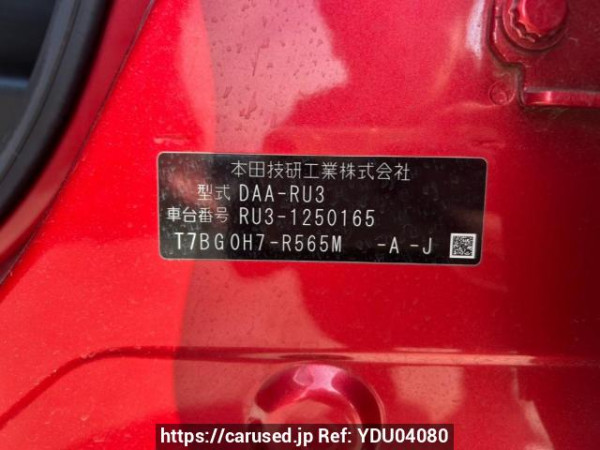 本田技研工業株式会社
型式 DAA-RU3
車台番号 RU3-1250165
T7BG0H7-R565M -A -J
https://carused.jp Ref: YDU04080